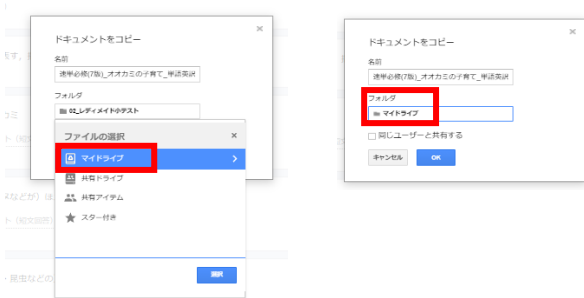 ドキュメントをコピー
×
名前
速単必修(7版)_オオカミの子育て_単語英訳
フォルダ
02_レディメイド小テスト
ファイルの選択
×
マイドライブ
共有ドライブ
共有アイテム
スター付き
選択
ドキュメントをコピー
×
名前
速単必修(7版)_オオカミの子育て_単語英訳
フォルダ
マイドライブ
同じユーザーと共有する
キャンセル
OK